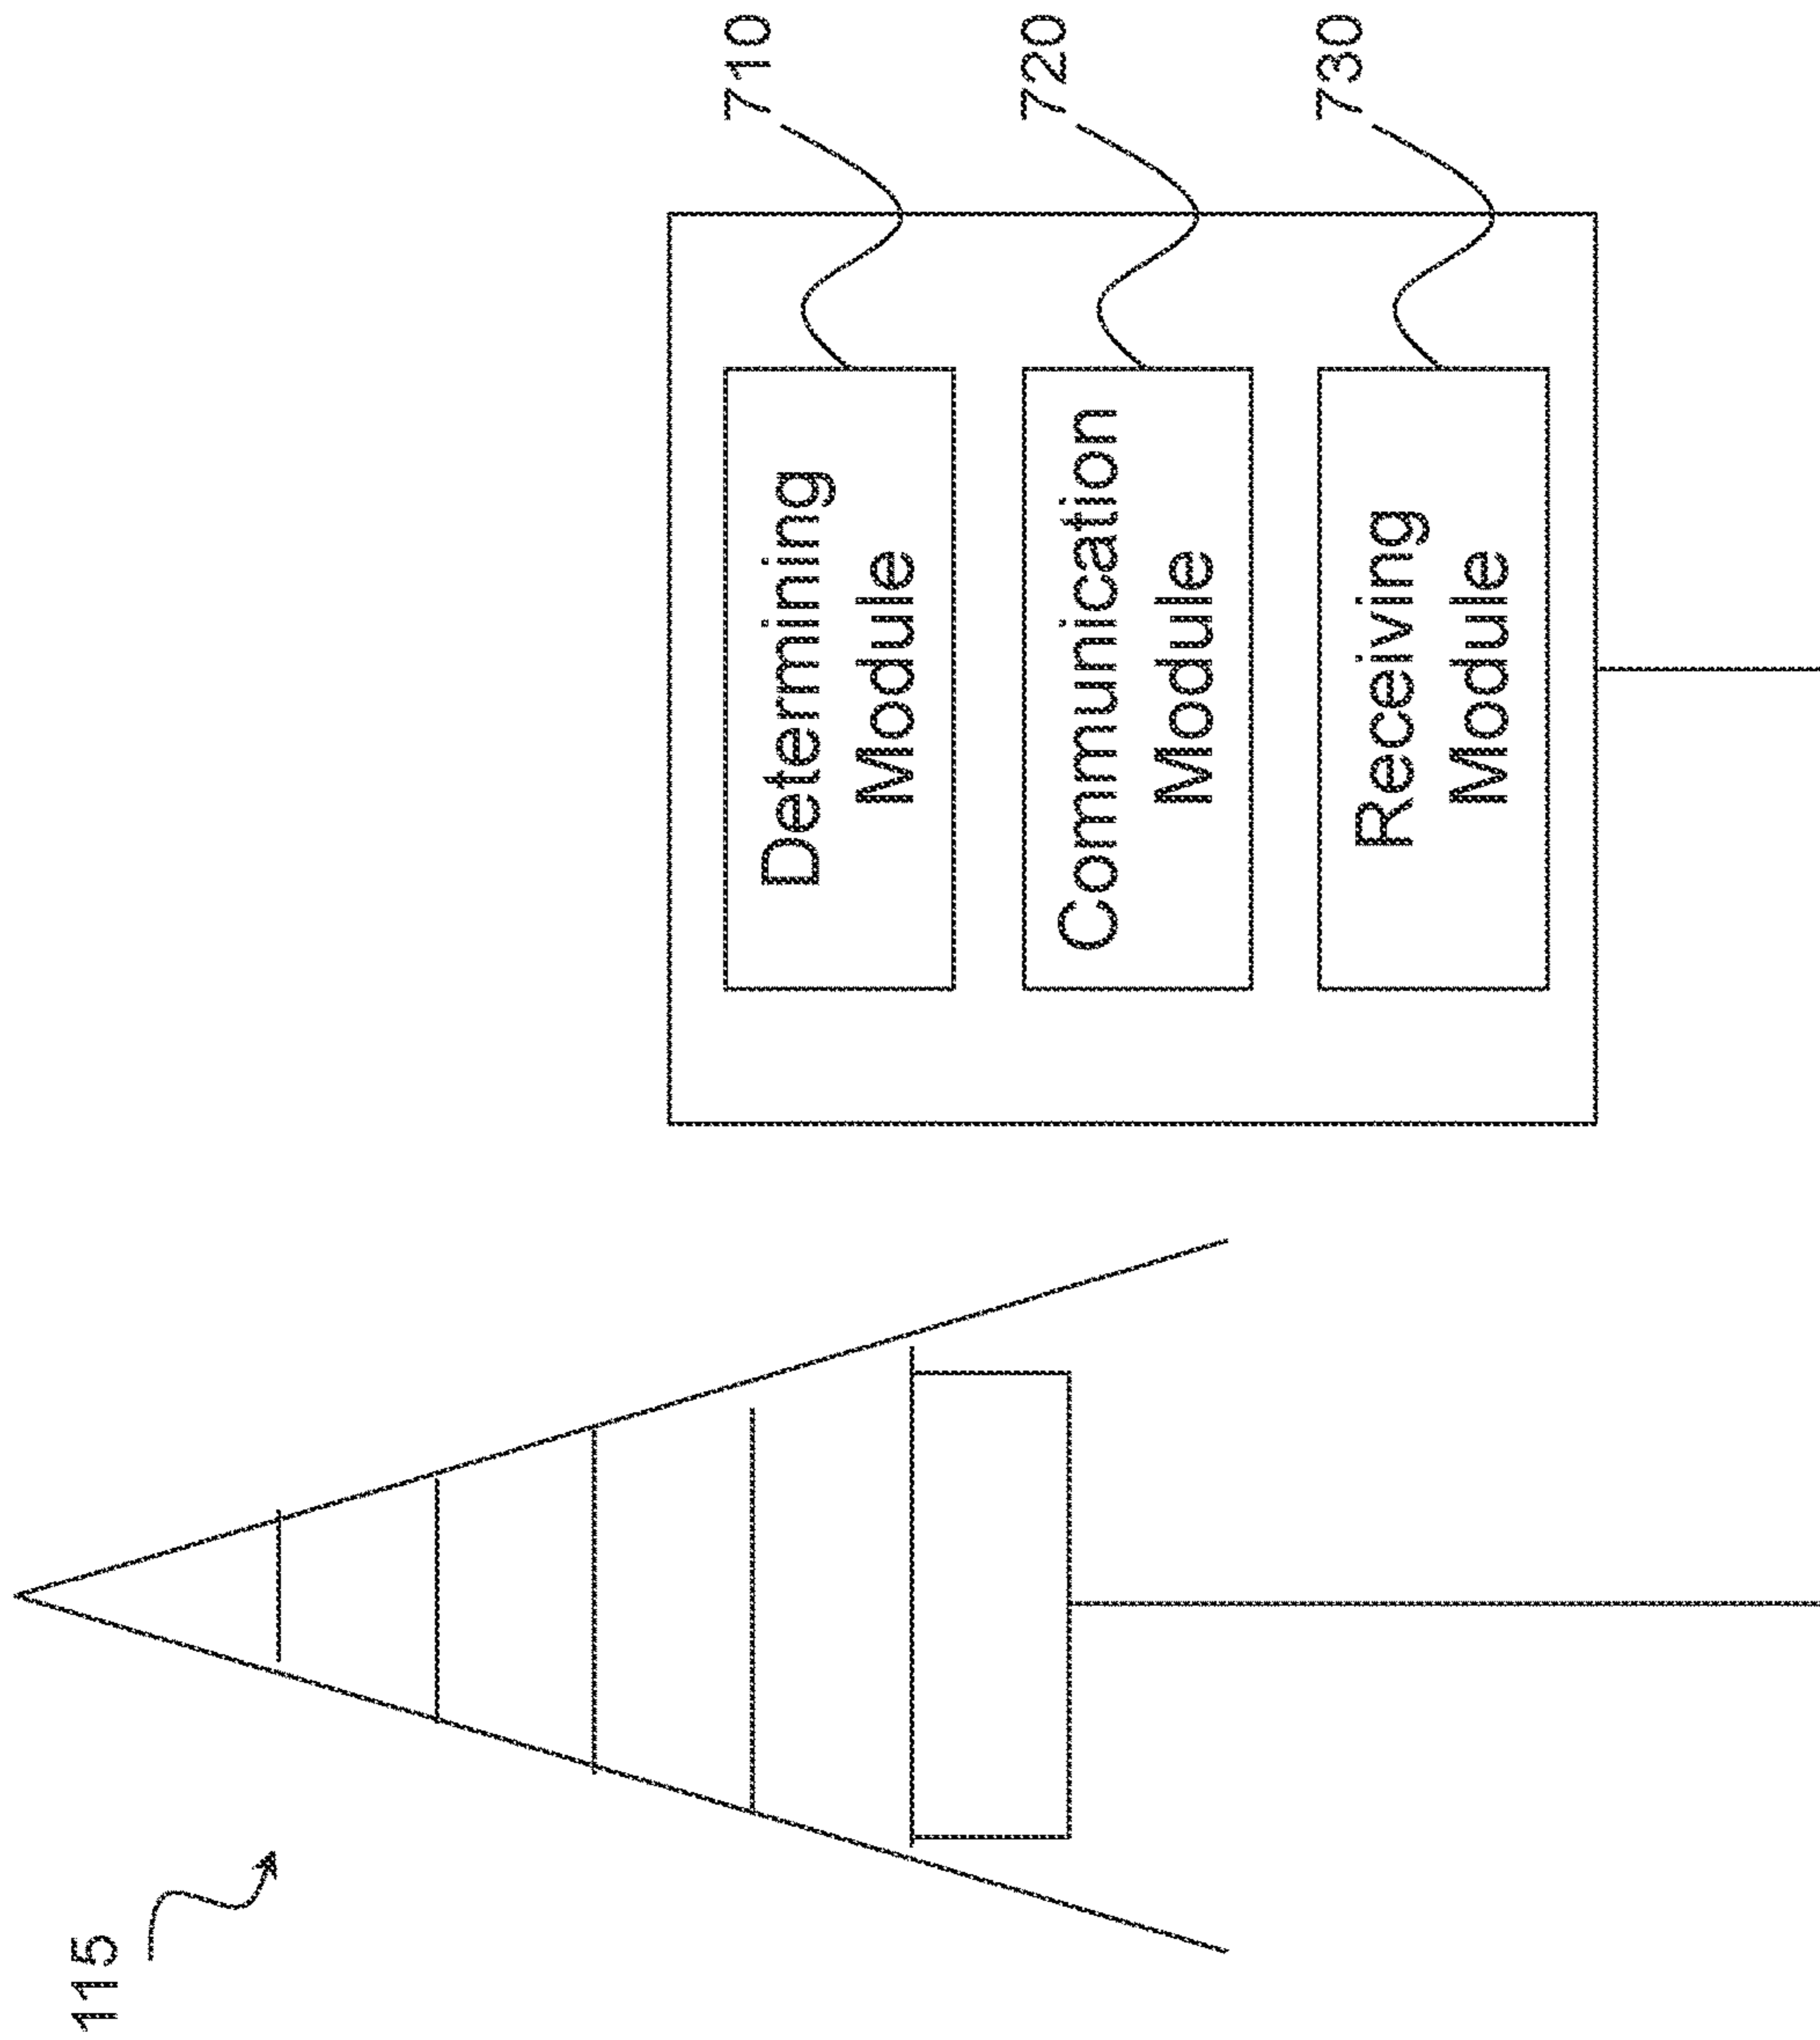 115
Determining
Module
710
Communication
Module
720
Receiving
Module
730